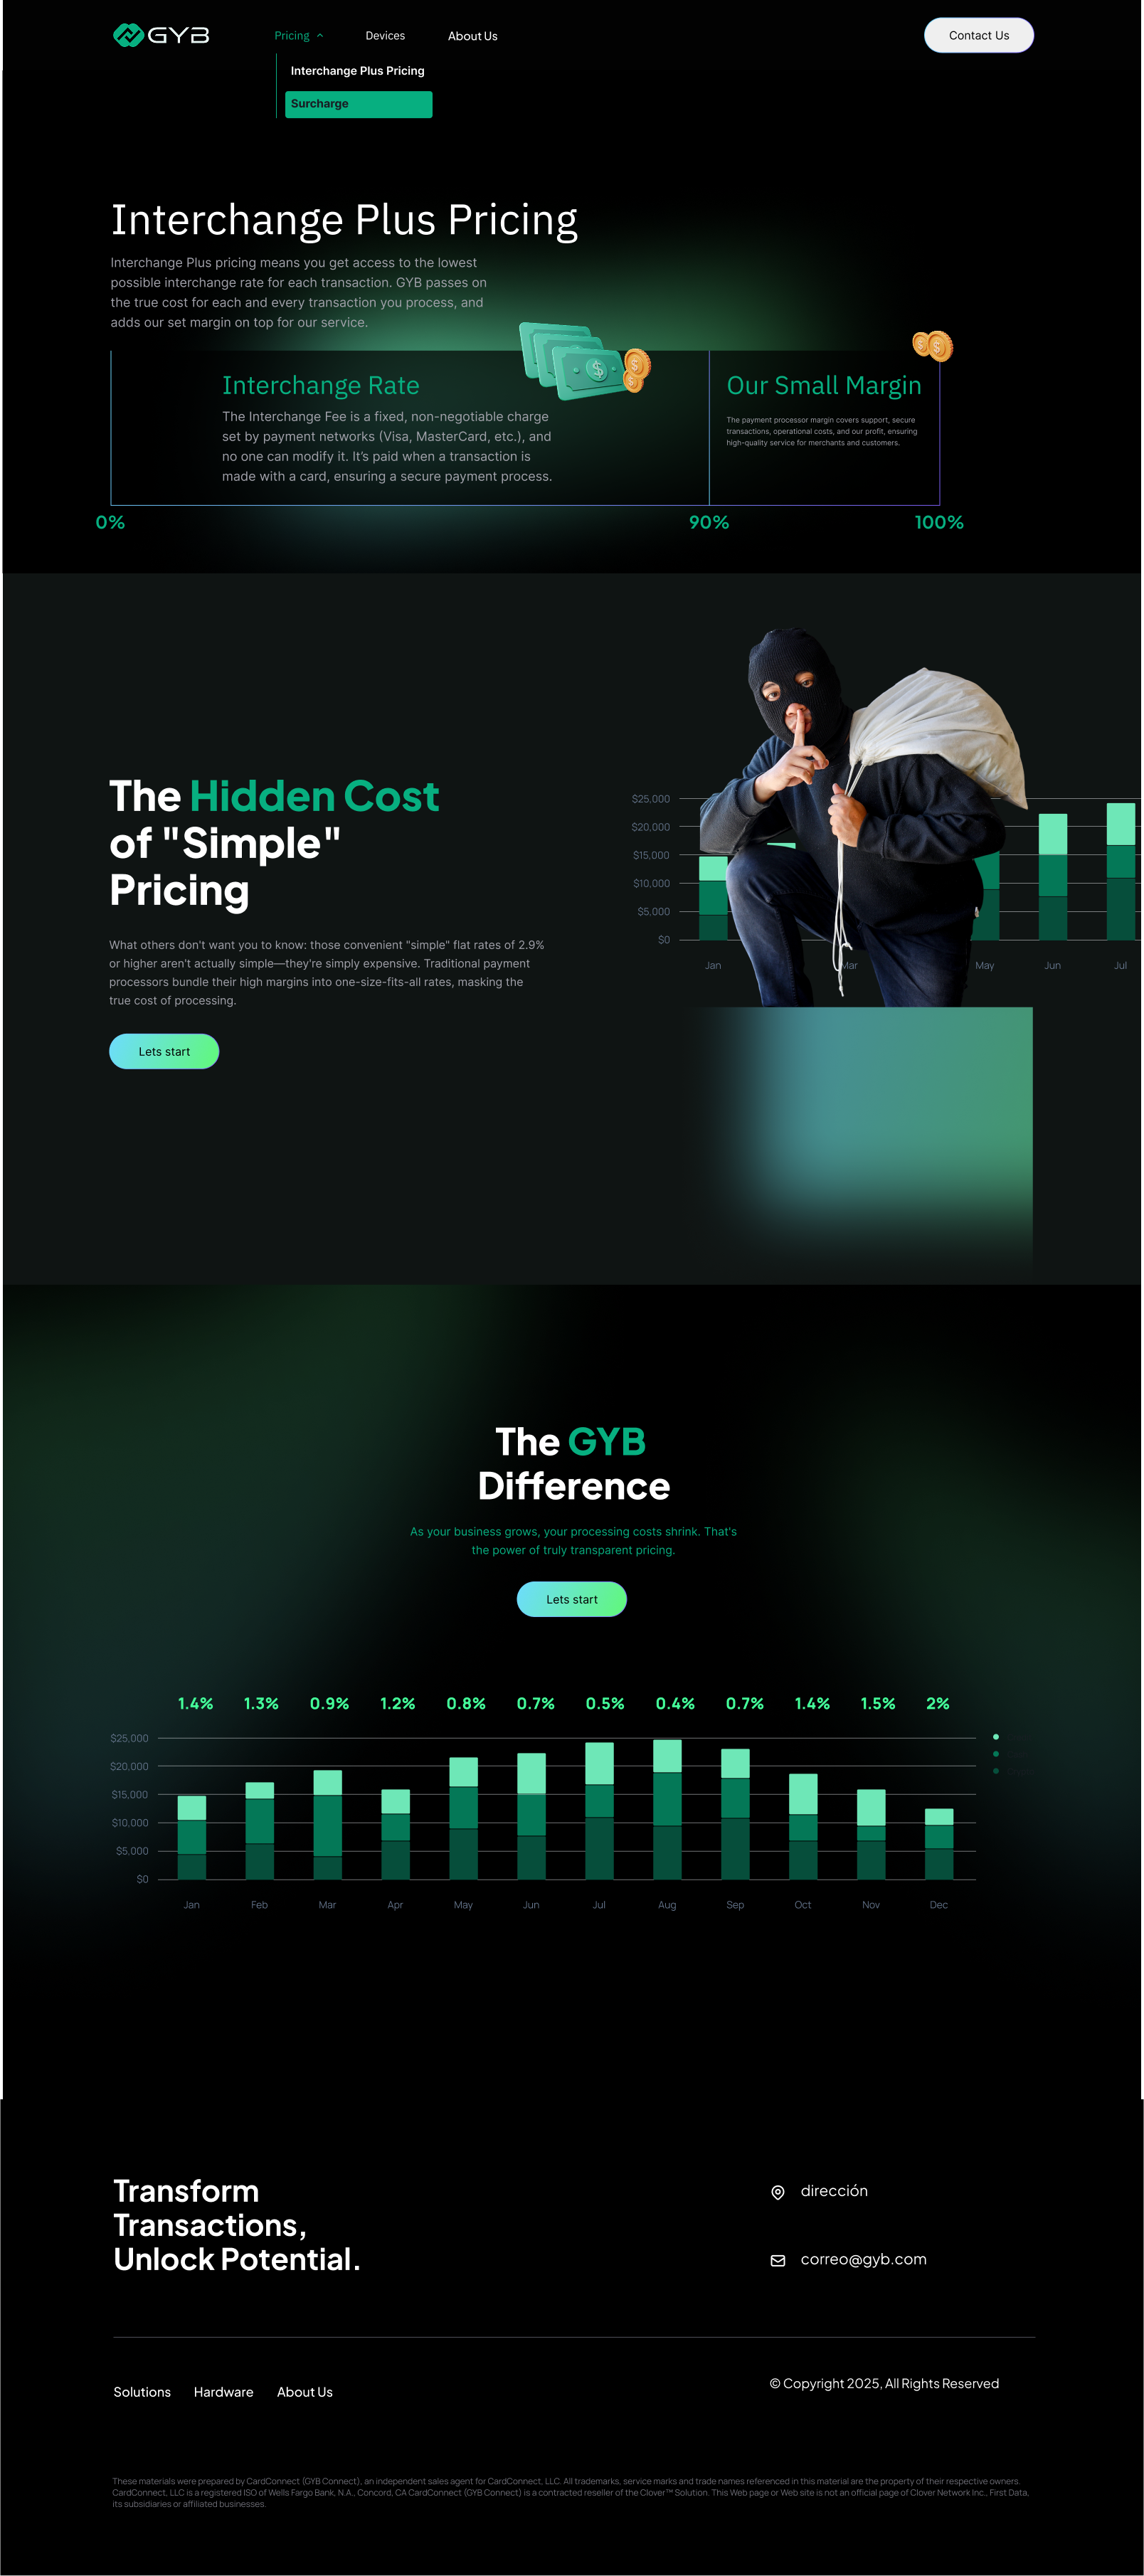 GYB
Pricing
Devices
About Us
Contact Us
Interchange Plus Pricing
Surcharge
Interchange Plus Pricing
Interchange Plus pricing means you get access to the lowest
possible interchange rate for each transaction. GYB passes on
the true cost for each and every transaction you process, and
adds our set margin on top for our service.
Interchange Rate
The Interchange Fee is a fixed, non-negotiable charge
set by payment networks (Visa, MasterCard, etc.), and
no one can modify it. It’s paid when a transaction is
made with a card, ensuring a secure payment process.
Our Small Margin
The payment processor margin covers support, secure
transactions, operational costs, and our profit, ensuring
high-quality service for merchants and customers.
0%
90%
100%
The Hidden Cost
of "Simple"
Pricing
What others don't want you to know: those convenient "simple" flat rates of 2.9%
or higher aren't actually simple—they're simply expensive. Traditional payment
processors bundle their high margins into one-size-fits-all rates, masking the
true cost of processing.
Lets start
$25,000
$20,000
$15,000
$10,000
$5,000
$0
Jan
Mar
May
Jun
Jul
The GYB
Difference
As your business grows, your processing costs shrink. That's
the power of truly transparent pricing.
Lets start
1.4% 1.3% 0.9% 1.2% 0.8% 0.7% 0.5% 0.4% 0.7% 1.4% 1.5% 2%
$25,000
$20,000
$15,000
$10,000
$5,000
$0
Jan Feb Mar Apr May Jun Jul Aug Sep Oct Nov Dec
Transform
Transactions,
Unlock Potential.
dirección
correo@gyb.com
Solutions
Hardware
About Us
© Copyright 2025, All Rights Reserved
These materials were prepared by CardConnect (GYB Connect), an independent sales agent for CardConnect, LLC. All trademarks, service marks and trade names referenced in this material are the property of their respective owners.
CardConnect, LLC is a registered ISO of Wells Fargo Bank, N.A., Concord, CA CardConnect (GYB Connect) is a contracted reseller of the Clover™ Solution. This Web page or Web site is not an official page of Clover Network Inc., First Data,
its subsidiaries or affiliated businesses.